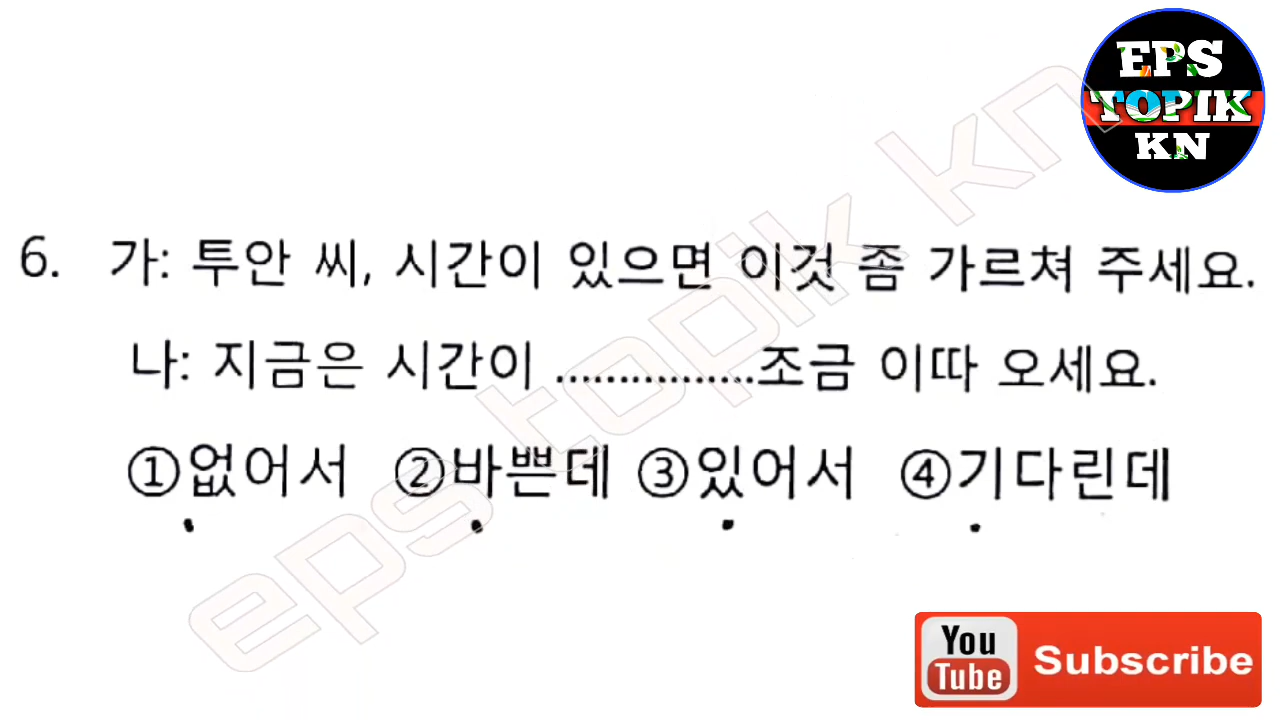 EPS
TOPIK
KN
6. 가: 투안 씨, 시간이 있으면 이것 좀 가르쳐 주세요.
나: 지금은 시간이 ................조금 이따 오세요.
①없어서 ②바쁜데 ③있어서 ④기다린데
eps topik kn
You
Tube
Subscribe